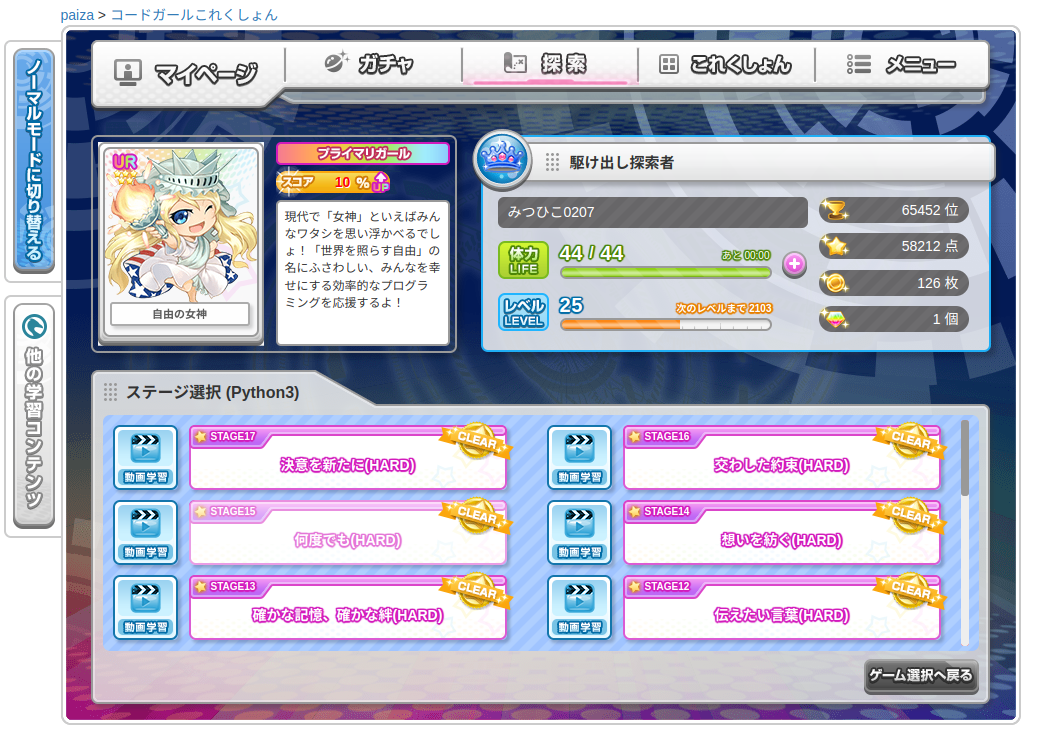 paiza > コードガールこれくしょん
ノーマルモードに切り替える
他の学習コンテンツ
マイページ
ガチャ
探索
これくしょん
メニュー
UR
自由の女神
プライマリガール
スコア 10 % UP
現代で「女神」といえばみん
なワタシを思い浮かべるでし
ょ！「世界を照らす自由」の
名にふさわしい、みんなを幸
せにする効率的なプログラ
ミングを応援するよ！
駆け出し探索者
みつひこ0207
体力 LIFE
44 / 44
あと 00:00
レベル LEVEL
25
次のレベルまで 2103
65452 位
58212 点
126 枚
1 個
ステージ選択 (Python3)
動画学習
STAGE17
CLEAR
決意を新たに(HARD)
動画学習
STAGE16
CLEAR
交わした約束(HARD)
動画学習
STAGE15
CLEAR
何度でも(HARD)
動画学習
STAGE14
CLEAR
想いを紡ぐ(HARD)
動画学習
STAGE13
CLEAR
確かな記憶、確かな絆(HARD)
動画学習
STAGE12
CLEAR
伝えたい言葉(HARD)
ゲーム選択へ戻る